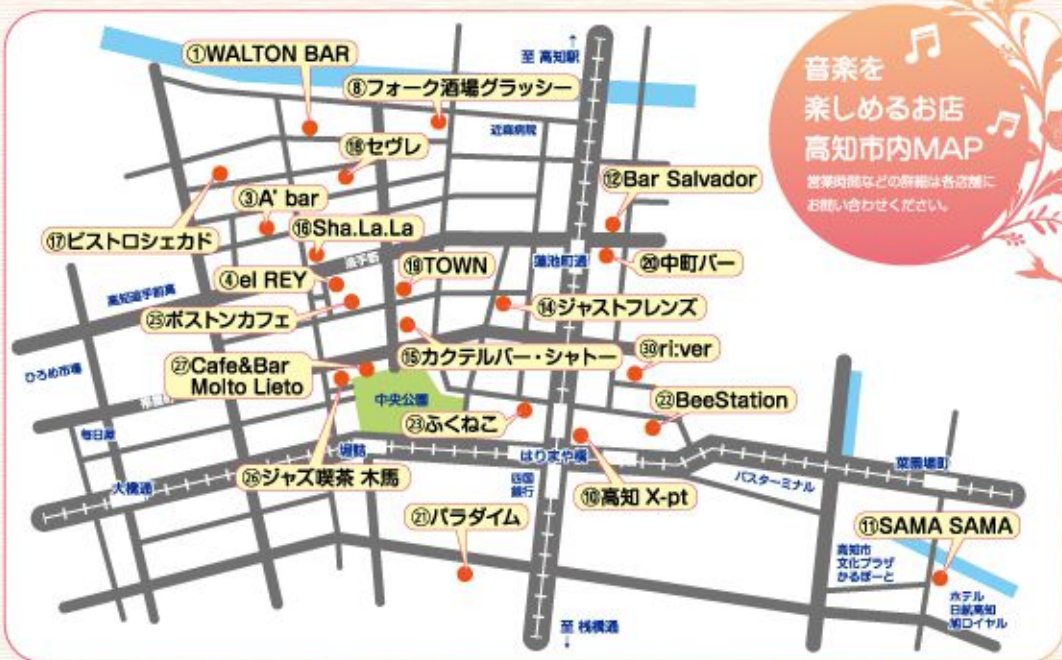 音楽を
楽しめるお店
高知市内MAP
営業時間などの詳細は各店舗に
お問い合わせください。
至 高知駅
①WALTON BAR
⑧フォーク酒場グラッシー
近森病院
⑱セヴレ
⑫Bar Salvador
③A' bar
⑯Sha.La.La
⑰ビストロシェカド
追手筋
⑲TOWN
蓮池町通
⑳中町バー
④el REY
高知追手前高
⑭ジャストフレンズ
㉕ボストンカフェ
⑮カクテルバー・シャトー
㉚ri:ver
ひろめ市場
㉗Cafe&Bar
Molto Lieto
中央公園
㉒BeeStation
㉓ふくねこ
毎日屋
堀詰
はりまや橋
菜園場町
大橋通
㉖ジャズ喫茶 木馬
四国
銀行
⑩高知 X-pt
バスターミナル
㉑パラダイム
⑪SAMA SAMA
高知市
文化プラザ
かるぽーと
ホテル
日航高知
旭ロイヤル
至 桟橋通